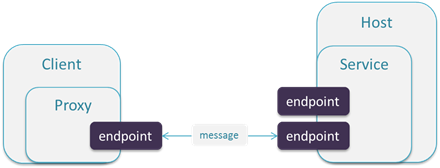 Client
Proxy
endpoint
message
Host
Service
endpoint
endpoint